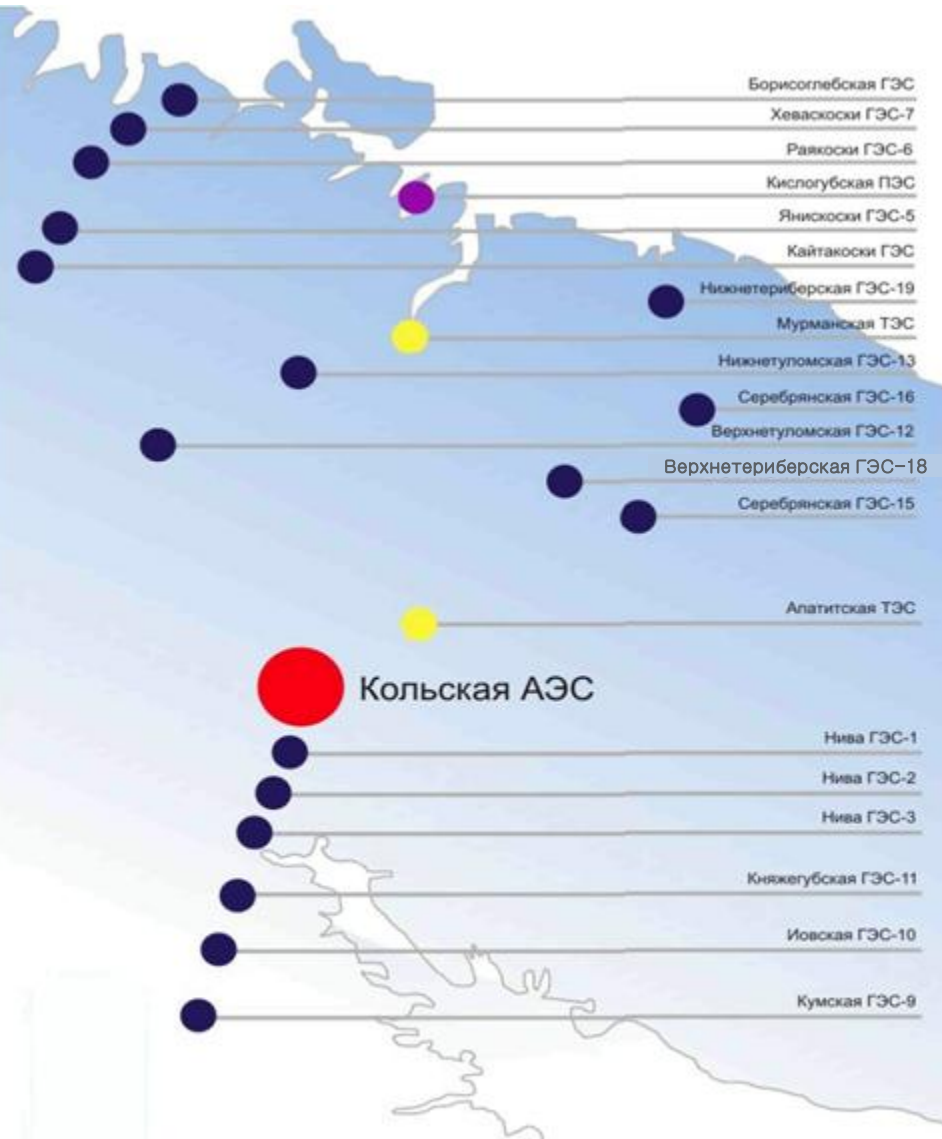 Борисоглебская ГЭС
Хеваскоски ГЭС-7
Раякоски ГЭС-6
Кислогубская ПЭС
Янискоски ГЭС-5
Кайтакоски ГЭС
Нижнетериберская ГЭС-19
Мурманская ТЭС
Нижнетуломская ГЭС-13
Серебрянская ГЭС-16
Верхнетуломская ГЭС-12
Верхнетериберская ГЭС-18
Серебрянская ГЭС-15
Апатитская ТЭС
Кольская АЭС
Нива ГЭС-1
Нива ГЭС-2
Нива ГЭС-3
Княжегубская ГЭС-11
Иовская ГЭС-10
Кумская ГЭС-9